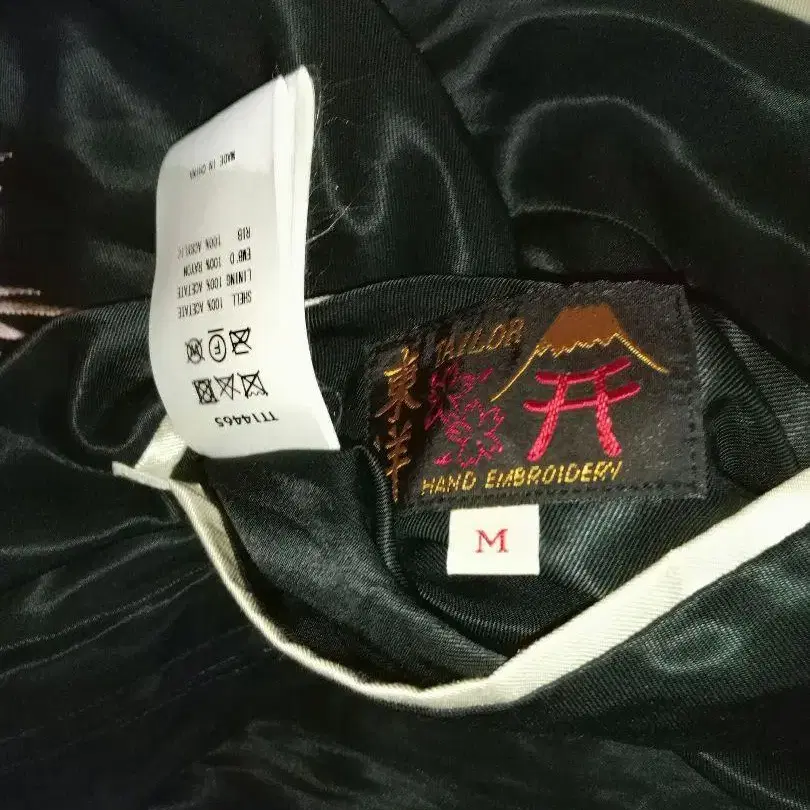 TT14465
SHELL 100% ACETATE
LINING 100% ACETATE
EMB'D 100% RAYON
RIB 100% ACRYLIC
MADE IN CHINA
TAILOR
東洋
HAND EMBROIDERY
M